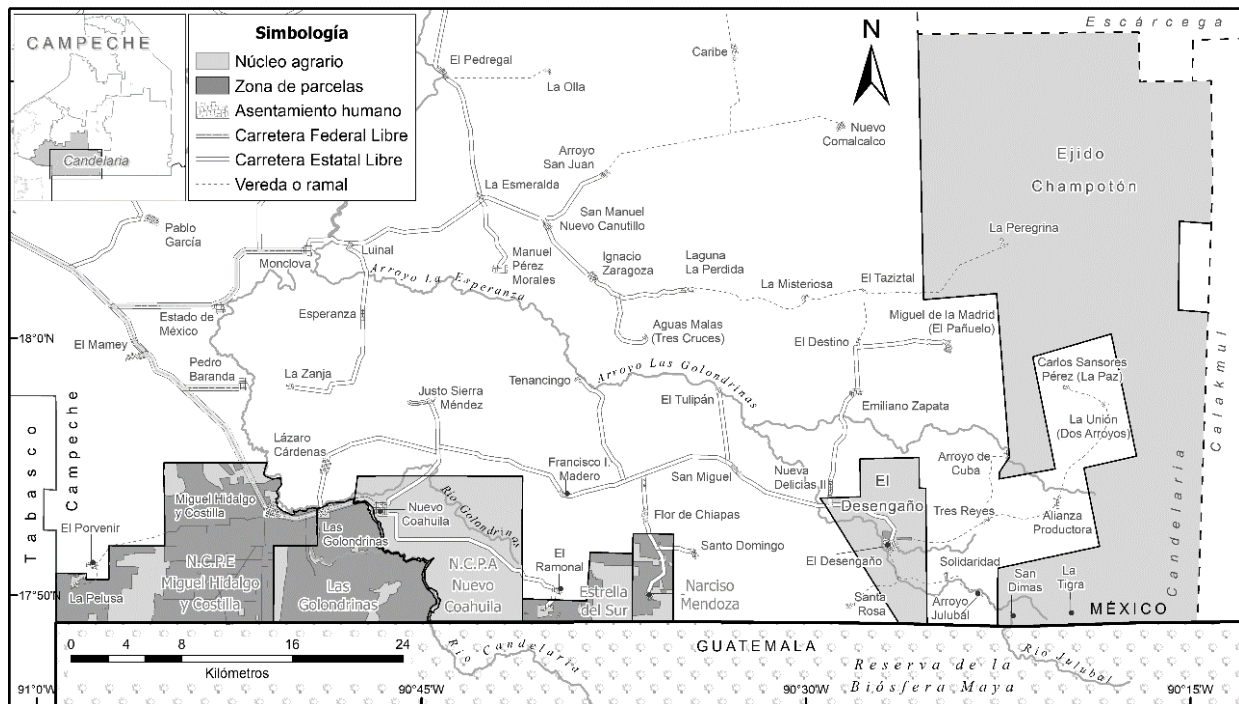 Escárcega
CAMPECHE
Candelaria
Simbología
Núcleo agrario
Zona de parcelas
Asentamiento humano
Carretera Federal Libre
Carretera Estatal Libre
Vereda o ramal
N
El Pedregal
La Olla
Caribe
Nuevo
Comalcalco
Arroyo
San Juan
La Esmeralda
Ejido
Champotón
Pablo
García
Monclova
Luinal
Manuel
Pérez
Morales
San Manuel
Nuevo Canutillo
Ignacio
Zaragoza
Laguna
La Perdida
La Misteriosa
El Taziztal
La Peregrina
Arroyo La Esperanza
Estado de
México
Esperanza
Aguas Malas
(Tres Cruces)
El Destino
Miguel de la Madrid
(El Pañuelo)
18°0'N
El Mamey
Pedro
Baranda
La Zanja
Justo Sierra
Méndez
Tenancingo
Arroyo Las Golondrinas
El Tulipán
Emiliano Zapata
Carlos Sansores
Pérez (La Paz)
La Unión
(Dos Arroyos)
Calakmul
Candelaria
Tabasco
Campeche
Lázaro
Cárdenas
Francisco I.
Madero
San Miguel
Nueva
Delicias II
Arroyo de
Cuba
Miguel Hidalgo
y Costilla
Las
Golondrinas
Nuevo
Coahuila
Río Golondrinas
Flor de Chiapas
El
Desengaño
Tres Reyes
Alianza
Productora
El Porvenir
La Pelusa
N.C.P.E
Miguel Hidalgo
y Costilla
Las
Golondrinas
N.C.P.A
Nuevo
Coahuila
El
Ramonal
Estrella
del Sur
Santo Domingo
Narciso
Mendoza
El Desengaño
Santa
Rosa
Solidaridad
Arroyo
Julubál
San
Dimas
La
Tigra
MÉXICO
17°50'N
0 4 8 16 24
Kilómetros
Río Candelaria
GUATEMALA
Reserva de la
Biósfera Maya
Río Julubal
91°0'W
90°45'W
90°30'W
90°15'W